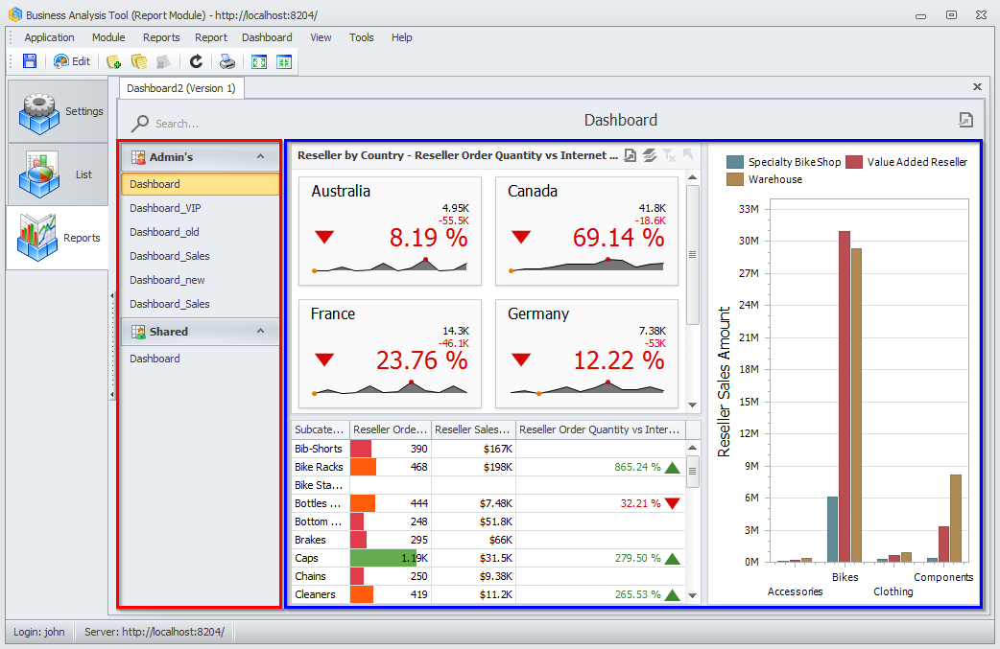 Business Analysis Tool (Report Module) - http://localhost:8204/
Application Module Reports Report Dashboard View Tools Help
Edit
Dashboard2 (Version 1)
Settings
List
Reports
Search...
Dashboard
Admin's
Dashboard
Dashboard_VIP
Dashboard_old
Dashboard_Sales
Dashboard_new
Dashboard_Sales
Shared
Dashboard
Reseller by Country - Reseller Order Quantity vs Internet ...
Australia
4.95K
-55.5K
8.19 %
Canada
41.8K
-18.6K
69.14 %
France
14.3K
-46.1K
23.76 %
Germany
7.38K
-53K
12.22 %
Subcate... Reseller Orde... Reseller Sales... Reseller Order Quantity vs Inter...
Bib-Shorts 390 $167K
Bike Racks 468 $198K 865.24 %
Bike Sta...
Bottles ... 444 $7.48K 32.21 %
Bottom ... 248 $51.8K
Brakes 295 $66K
Caps 1.19K $31.5K 279.50 %
Chains 250 $9.38K
Cleaners 419 $11.2K 265.53 %
Specialty Bike Shop Value Added Reseller
Warehouse
Reseller Sales Amount
33M
30M
27M
24M
21M
18M
15M
12M
9M
6M
3M
0M
Bikes Components
Accessories Clothing
Login: john Server: http://localhost:8204/